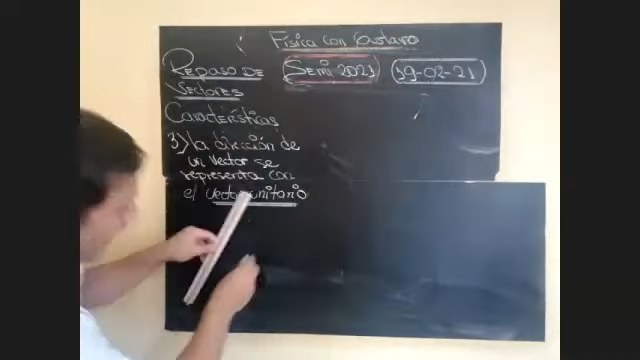 Física con Gustavo
Repaso de
Vectores
Semi 2021
19-02-21
Características
3) La dirección de
un vector se
representa con
el vector unitario